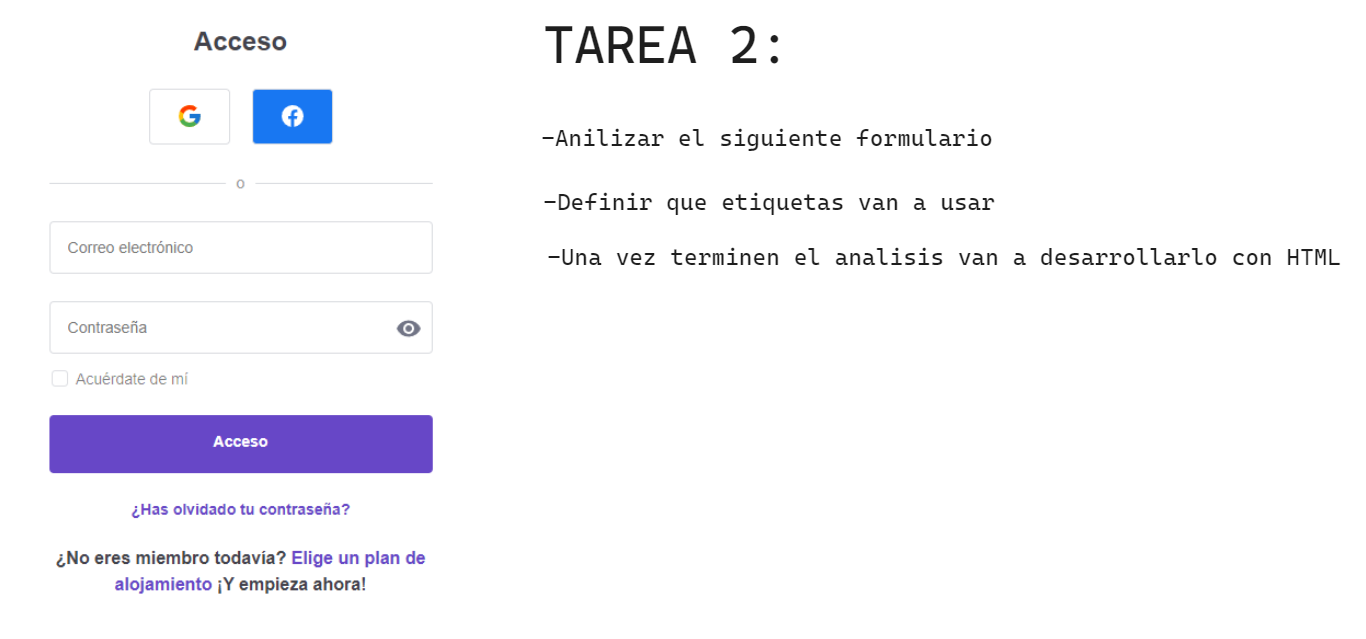 Acceso
o
Correo electrónico
Contraseña
Acuérdate de mí
Acceso
¿Has olvidado tu contraseña?
¿No eres miembro todavía? Elige un plan de
alojamiento ¡Y empieza ahora!
TAREA 2:
-Anilizar el siguiente formulario
-Definir que etiquetas van a usar
-Una vez terminen el analisis van a desarrollarlo con HTML